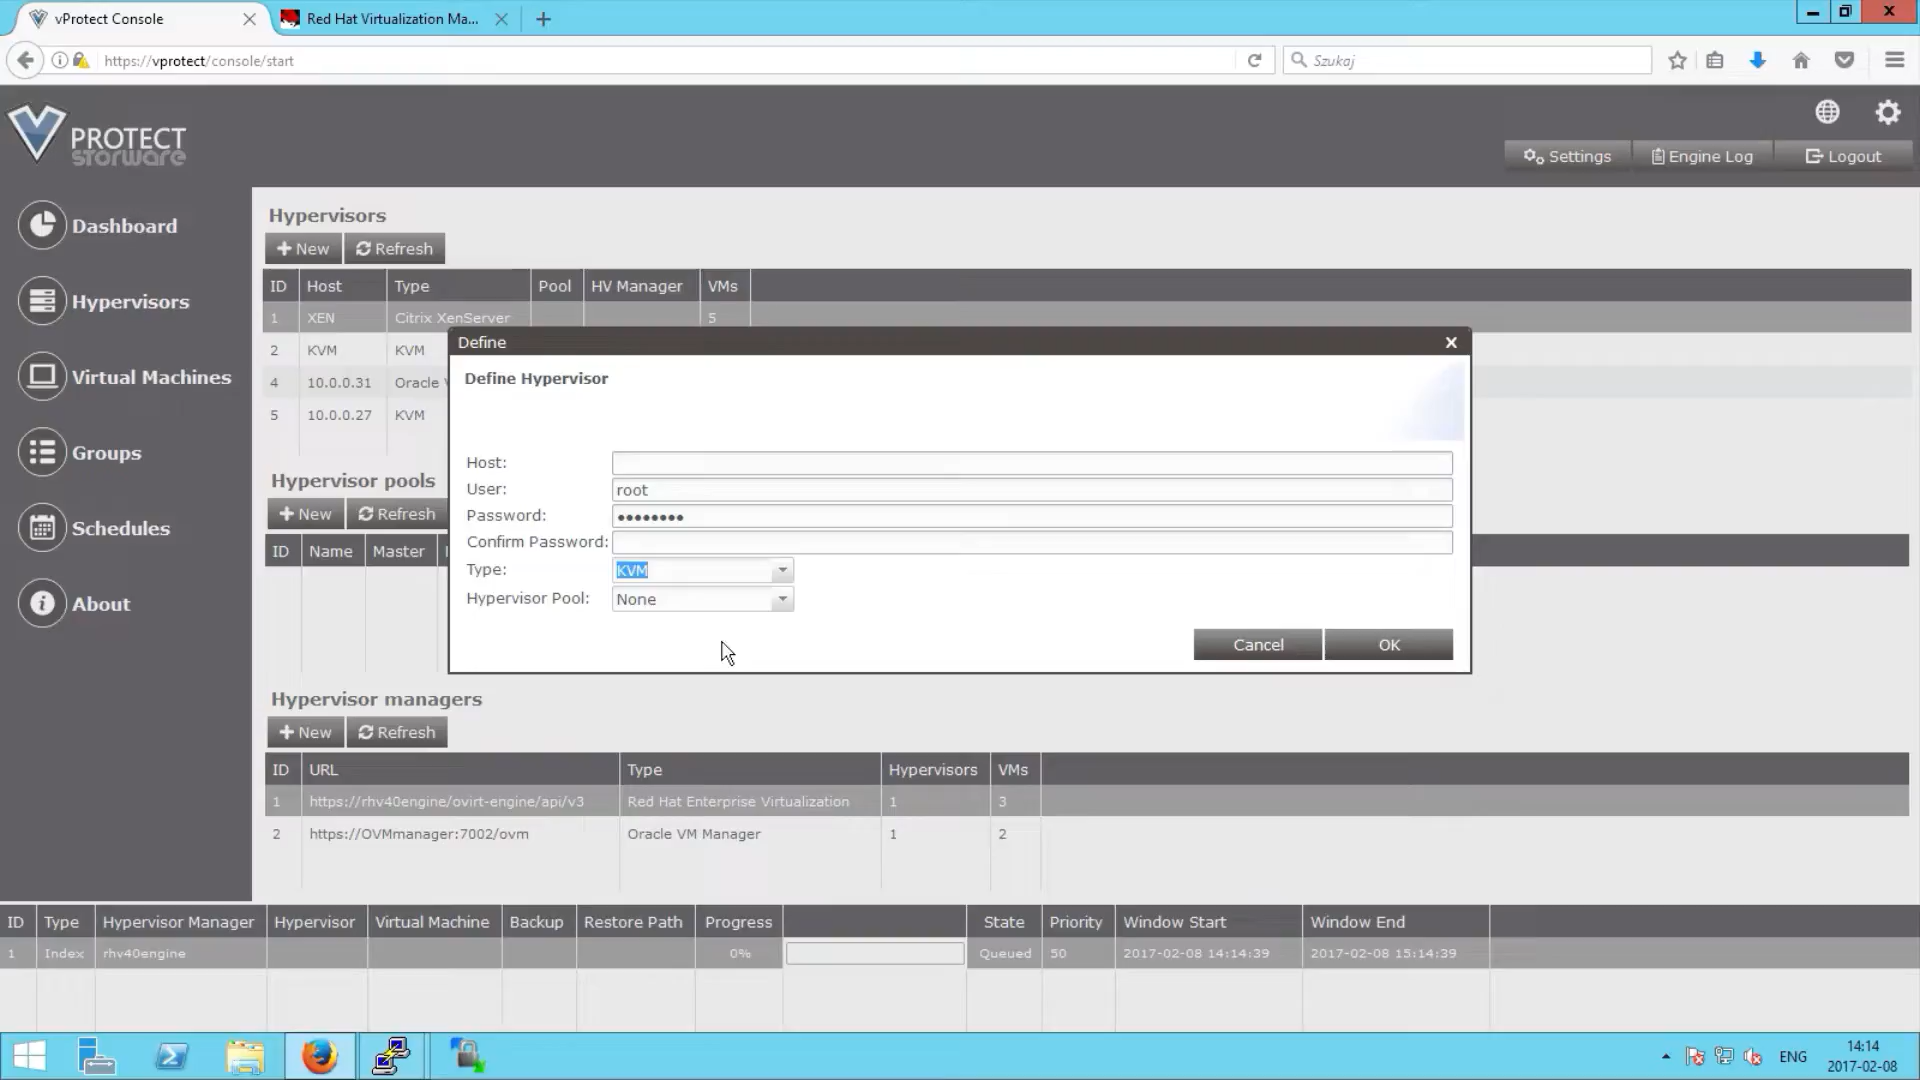 vProtect Console
Red Hat Virtualization Ma...
https://vprotect/console/start
Szukaj
PROTECT
storware
Settings
Engine Log
Logout
Dashboard
Hypervisors
Virtual Machines
Groups
Schedules
About
Hypervisors
New Refresh
ID Host Type Pool HV Manager VMs
1 XEN Citrix XenServer 5
2 KVM KVM
4 10.0.0.31 Oracle
5 10.0.0.27 KVM
Define
Define Hypervisor
Host:
User: root
Password: ••••••••
Confirm Password:
Type: KVM
Hypervisor Pool: None
Cancel OK
Hypervisor pools
New Refresh
ID Name Master
Hypervisor managers
New Refresh
ID URL Type Hypervisors VMs
1 https://rhv40engine/ovirt-engine/api/v3 Red Hat Enterprise Virtualization 1 3
2 https://OVMmanager:7002/ovm Oracle VM Manager 1 2
ID Type Hypervisor Manager Hypervisor Virtual Machine Backup Restore Path Progress State Priority Window Start Window End
1 Index rhv40engine 0% Queued 50 2017-02-08 14:14:39 2017-02-08 15:14:39
ENG
14:14
2017-02-08